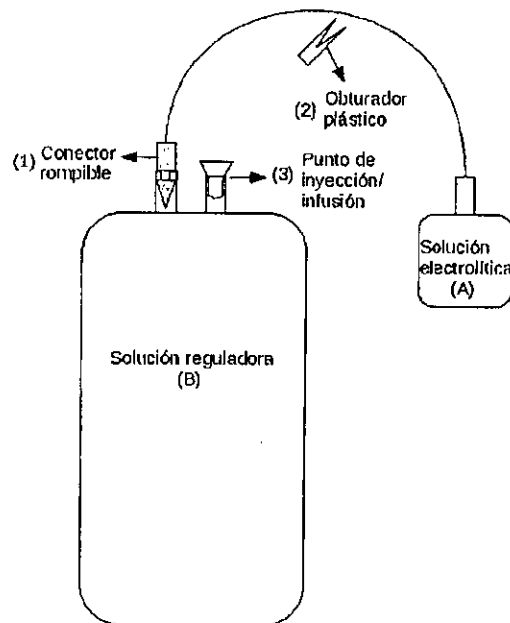 (2) Obturador
plástico
(1) Conector
rompible
(3) Punto de
inyección/
infusión
Solución
electrolítica
(A)
Solución reguladora
(B)